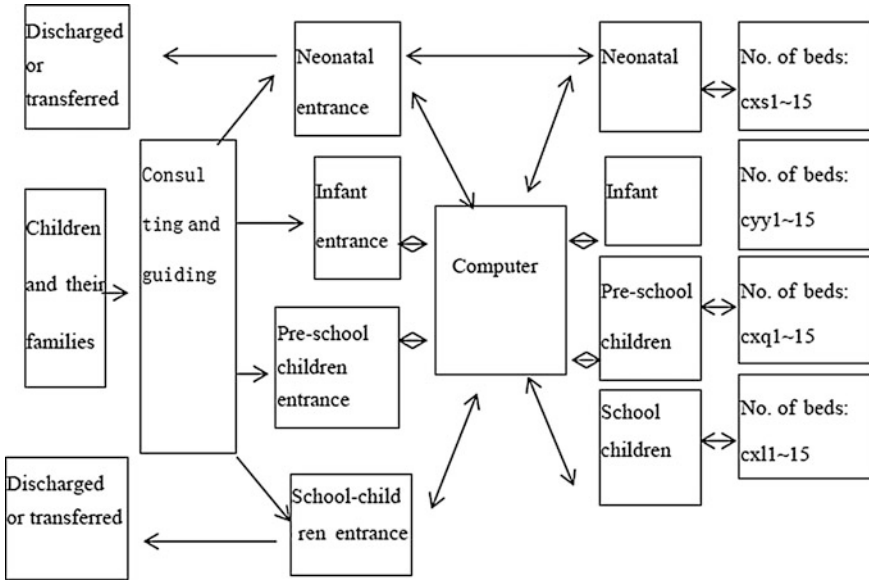 Discharged
or
transferred
Neonatal
entrance
Neonatal
No. of beds:
cxs1~15
Children
and their
families
Consul
ting and
guiding
Infant
entrance
Computer
Infant
No. of beds:
cyy1~15
Pre-school
children
entrance
Pre-school
children
No. of beds:
cxq1~15
School
children
No. of beds:
cxl1~15
Discharged
or transferred
School-child
ren entrance